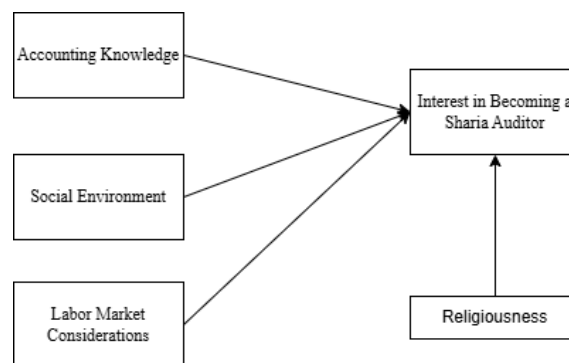 Accounting Knowledge
Interest in Becoming a
Sharia Auditor
Social Environment
Labor Market
Considerations
Religiousness